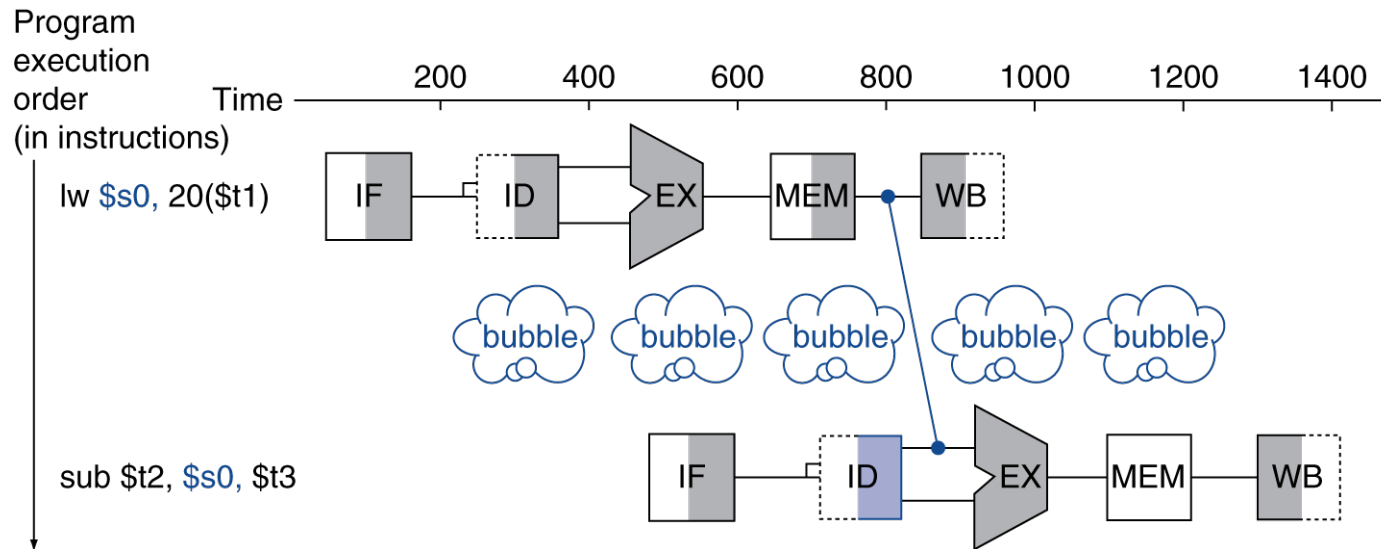 Program
execution
order
(in instructions)
Time
200 400 600 800 1000 1200 1400
lw $s0, 20($t1)
IF ID EX MEM WB
bubble bubble bubble bubble bubble
sub $t2, $s0, $t3
IF ID EX MEM WB